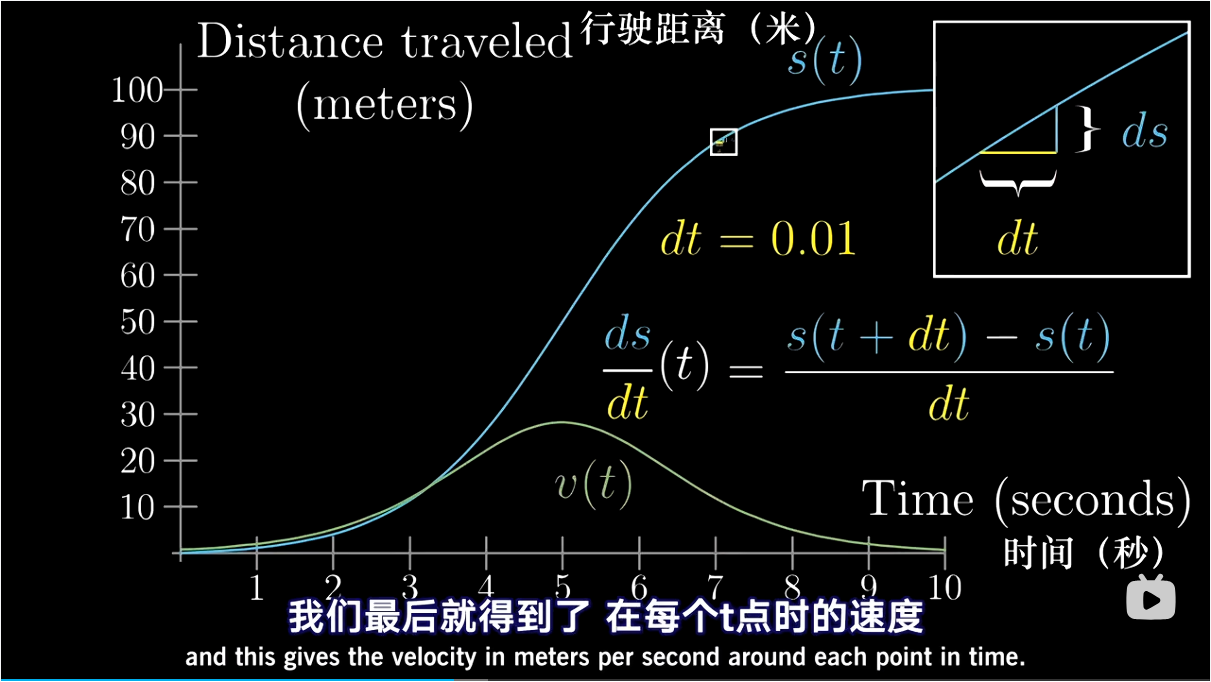 Distance traveled
(meters)
行驶距离（米）
s(t)
100
90
80
70
60
50
40
30
20
10
} ds
dt
dt = 0.01
ds/dt (t) = (s(t + dt) − s(t))/dt
v(t)
Time (seconds)
时间（秒）
1 2 3 4 5 6 7 8 9 10
我们最后就得到了 在每个t点时的速度
and this gives the velocity in meters per second around each point in time.